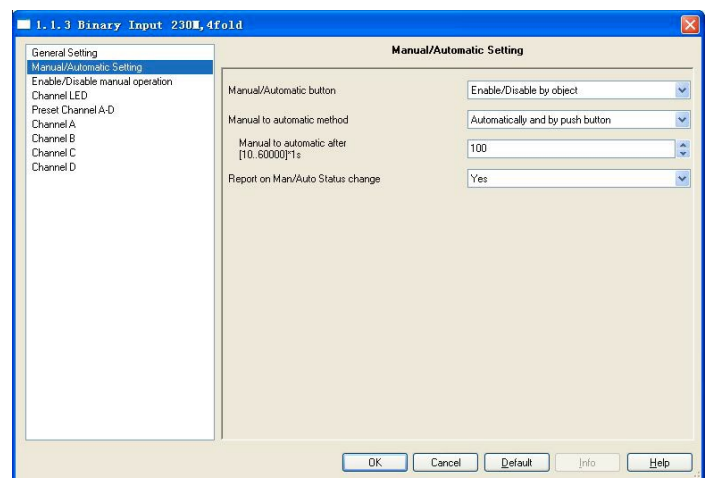 1.1.3 Binary Input 230M,4fold
General Setting
Manual/Automatic Setting
Enable/Disable manual operation
Channel LED
Preset Channel A-D
Channel A
Channel B
Channel C
Channel D
Manual/Automatic Setting
Manual/Automatic button
Enable/Disable by object
Manual to automatic method
Automatically and by push button
Manual to automatic after
[10..60000]*1s
100
Report on Man/Auto Status change
Yes
OK
Cancel
Default
Info
Help